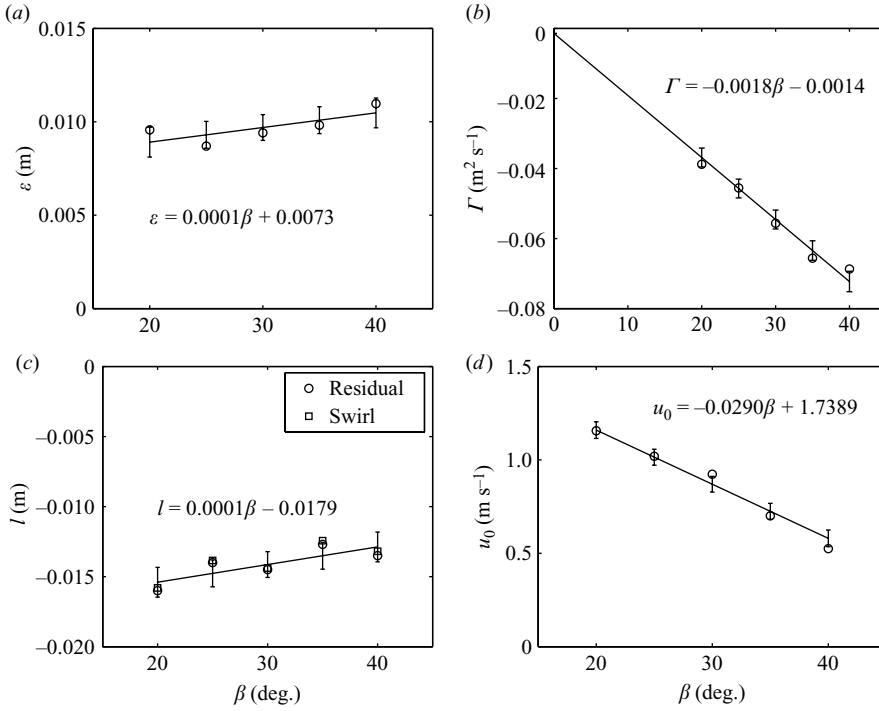 (a)
0.015
0.010
0.005
0
ε (m)
ε = 0.0001β + 0.0073
20
30
40
(b)
–0
–0.02
–0.04
–0.06
–0.08
Γ (m² s⁻¹)
Γ = –0.0018β – 0.0014
0
10
20
30
40
(c)
0
–0.005
–0.010
–0.015
–0.020
l (m)
Residual
Swirl
l = 0.0001β – 0.0179
20
30
40
β (deg.)
(d)
1.5
1.0
0.5
0
u₀ (m s⁻¹)
u₀ = –0.0290β + 1.7389
20
30
40
β (deg.)